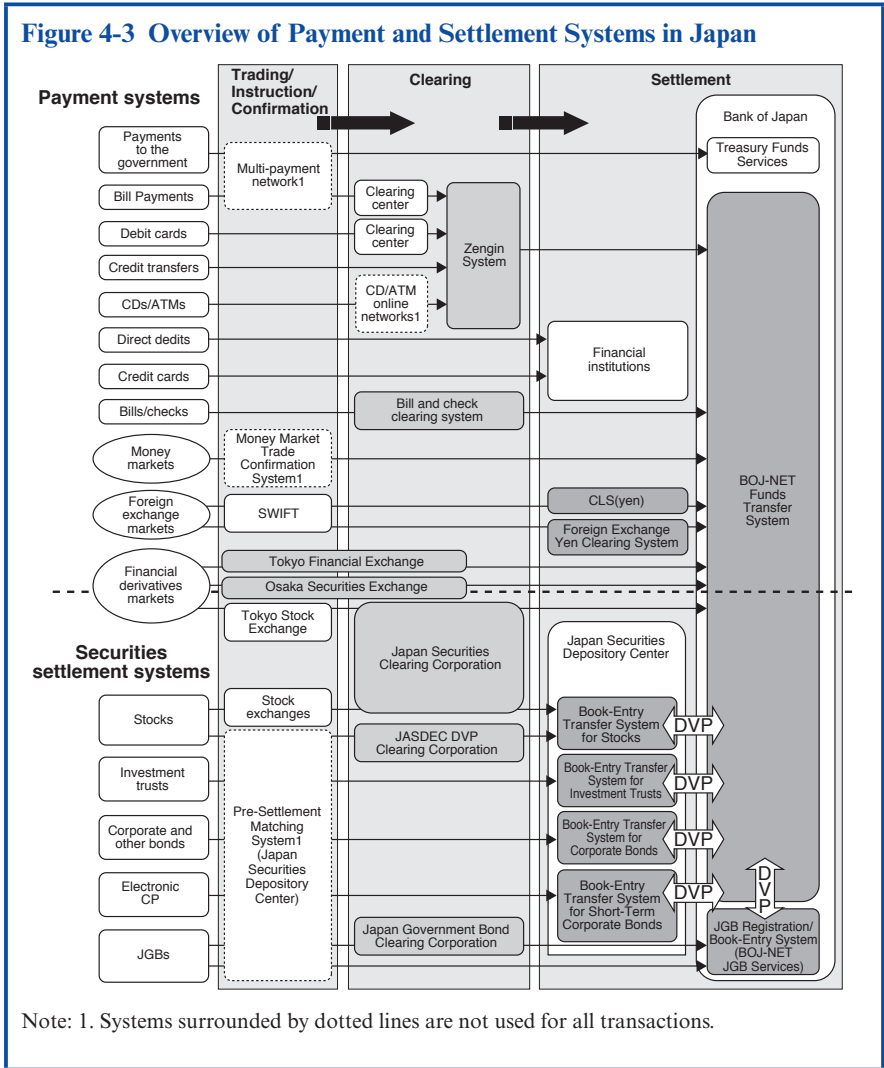 Figure 4-3 Overview of Payment and Settlement Systems in Japan
Trading/
Instruction/
Confirmation
Clearing
Settlement
Payment systems
Bank of Japan
Payments
to the
government
Multi-payment
network1
Treasury Funds
Services
Bill Payments
Clearing
center
Debit cards
Clearing
center
Zengin
System
Credit transfers
CDs/ATMs
CD/ATM
online
networks1
Direct dedits
Financial
institutions
Credit cards
Bills/checks
Bill and check
clearing system
Money
markets
Money Market
Trade
Confirmation
System1
BOJ-NET
Funds
Transfer
System
Foreign
exchange
markets
SWIFT
CLS(yen)
Foreign Exchange
Yen Clearing System
Financial
derivatives
markets
Tokyo Financial Exchange
Osaka Securities Exchange
Tokyo Stock
Exchange
Securities
settlement systems
Japan Securities
Clearing Corporation
Japan Securities
Depository Center
Stocks
Stock
exchanges
Book-Entry
Transfer System
for Stocks
DVP
JASDEC DVP
Clearing Corporation
Investment
trusts
Book-Entry Transfer
System for
Investment Trusts
DVP
Pre-Settlement
Matching
System1
(Japan
Securities
Depository
Center)
Corporate and
other bonds
Book-Entry Transfer
System for
Corporate Bonds
DVP
Electronic
CP
Book-Entry
Transfer System
for Short-Term
Corporate Bonds
DVP
D
V
P
JGBs
Japan Government Bond
Clearing Corporation
JGB Registration/
Book-Entry System
(BOJ-NET
JGB Services)
Note: 1. Systems surrounded by dotted lines are not used for all transactions.